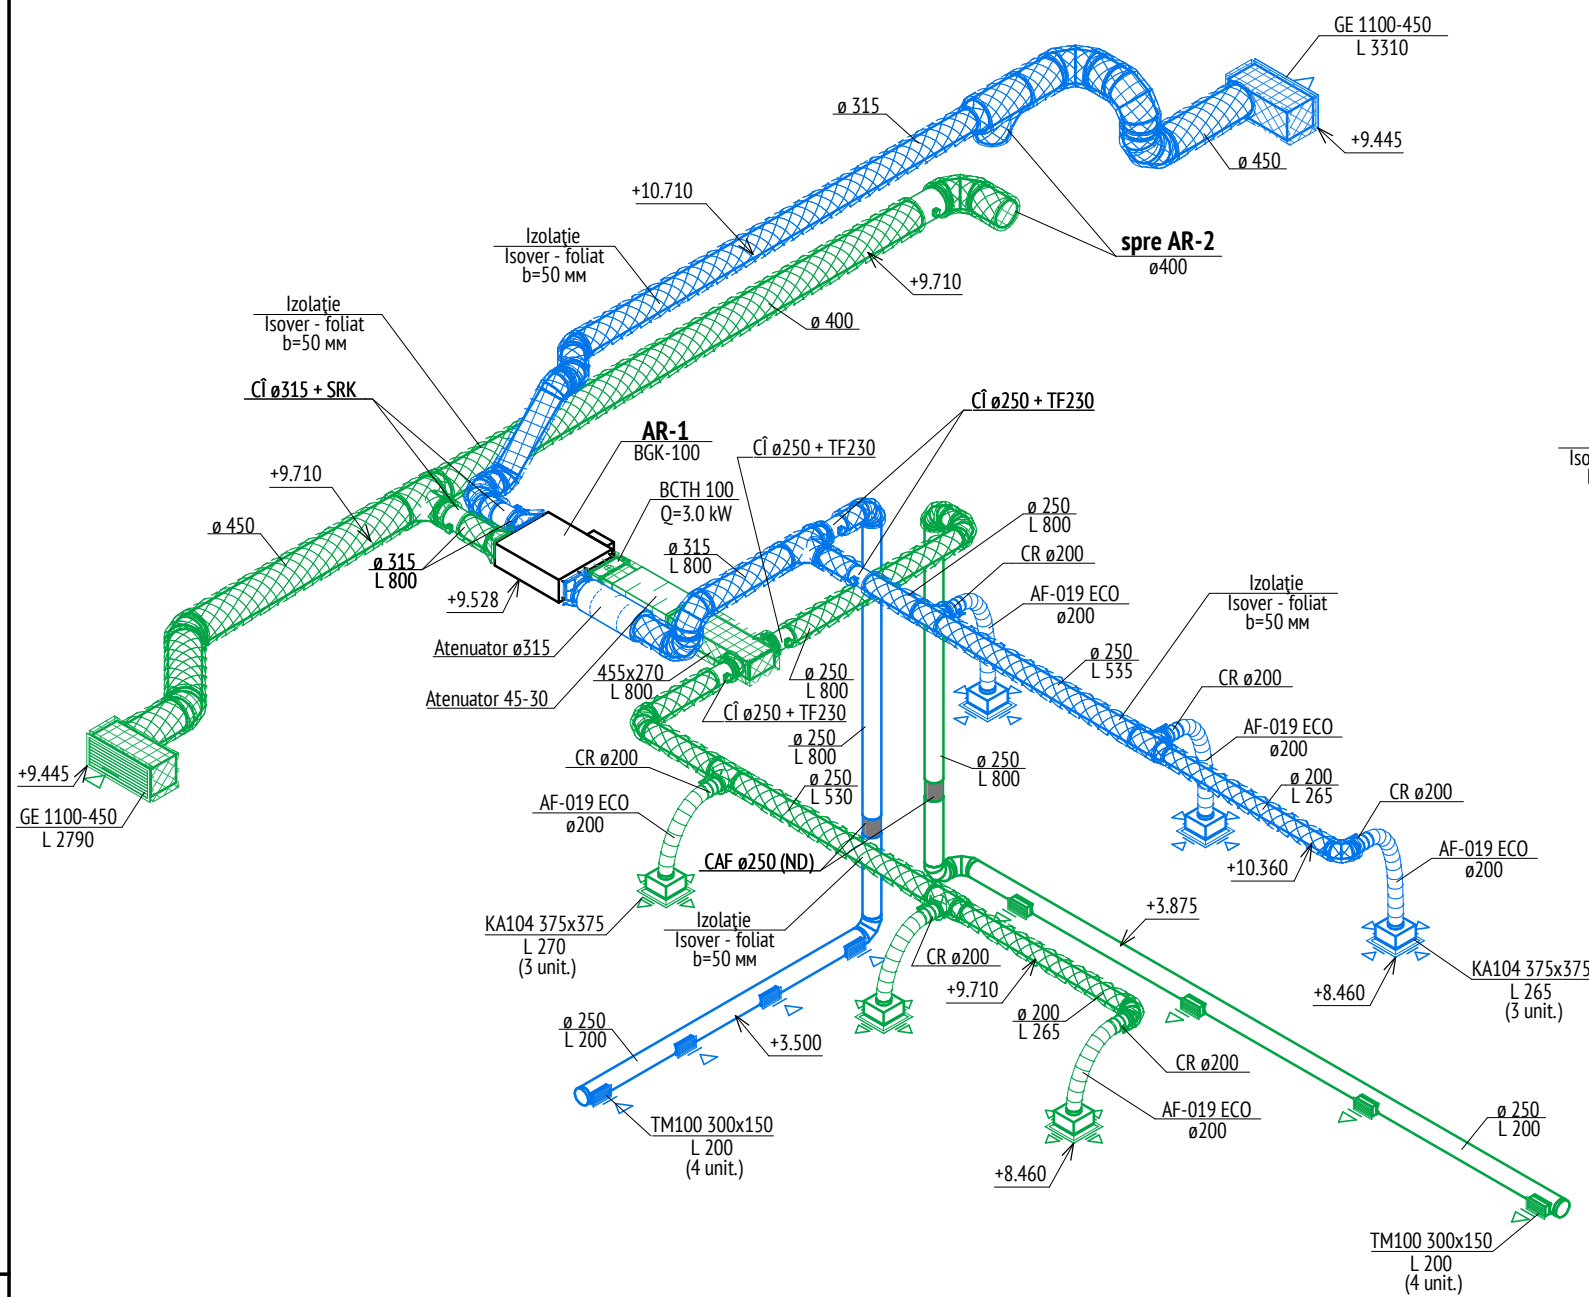 GE 1100-450
L 3310
ø 315
+9.445
ø 450
+10.710
spre AR-2
ø400
Izolație
Isover - foliat
b=50 мм
+9.710
Izolație
Isover - foliat
b=50 мм
ø 400
CÎ ø315 + SRK
CÎ ø250 + TF230
AR-1
BGK-100
CÎ ø250 + TF230
Iso
+9.710
BCTH 100
Q=3.0 kW
ø 250
L 800
ø 450
ø 315
L 800
ø 315
L 800
CR ø200
+9.528
AF-019 ECO
ø200
Izolație
Isover - foliat
b=50 мм
Atenuator ø315
455x270
L 800
ø 250
L 800
ø 250
L 535
CR ø200
Atenuator 45-30
CÎ ø250 + TF230
AF-019 ECO
ø200
ø 250
L 800
CR ø200
ø 250
L 800
+9.445
ø 250
L 530
ø 200
L 265
CR ø200
AF-019 ECO
ø200
GE 1100-450
L 2790
CAF ø250 (ND)
+10.360
AF-019 ECO
ø200
KA104 375x375
L 270
(3 unit.)
Izolație
Isover - foliat
b=50 мм
+3.875
CR ø200
+9.710
KA104 375x375
L 265
(3 unit.)
+8.460
ø 250
L 200
+3.500
ø 200
L 265
CR ø200
TM100 300x150
L 200
(4 unit.)
AF-019 ECO
ø200
ø 250
L 200
+8.460
TM100 300x150
L 200
(4 unit.)